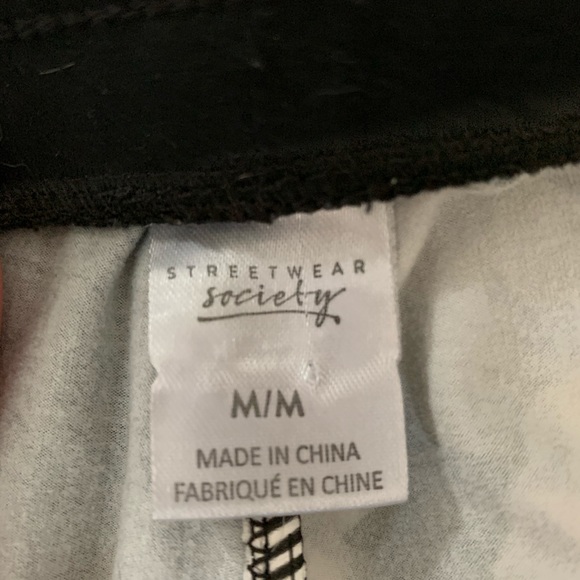 STREETWEAR
society
M/M
MADE IN CHINA
FABRIQUÉ EN CHINE